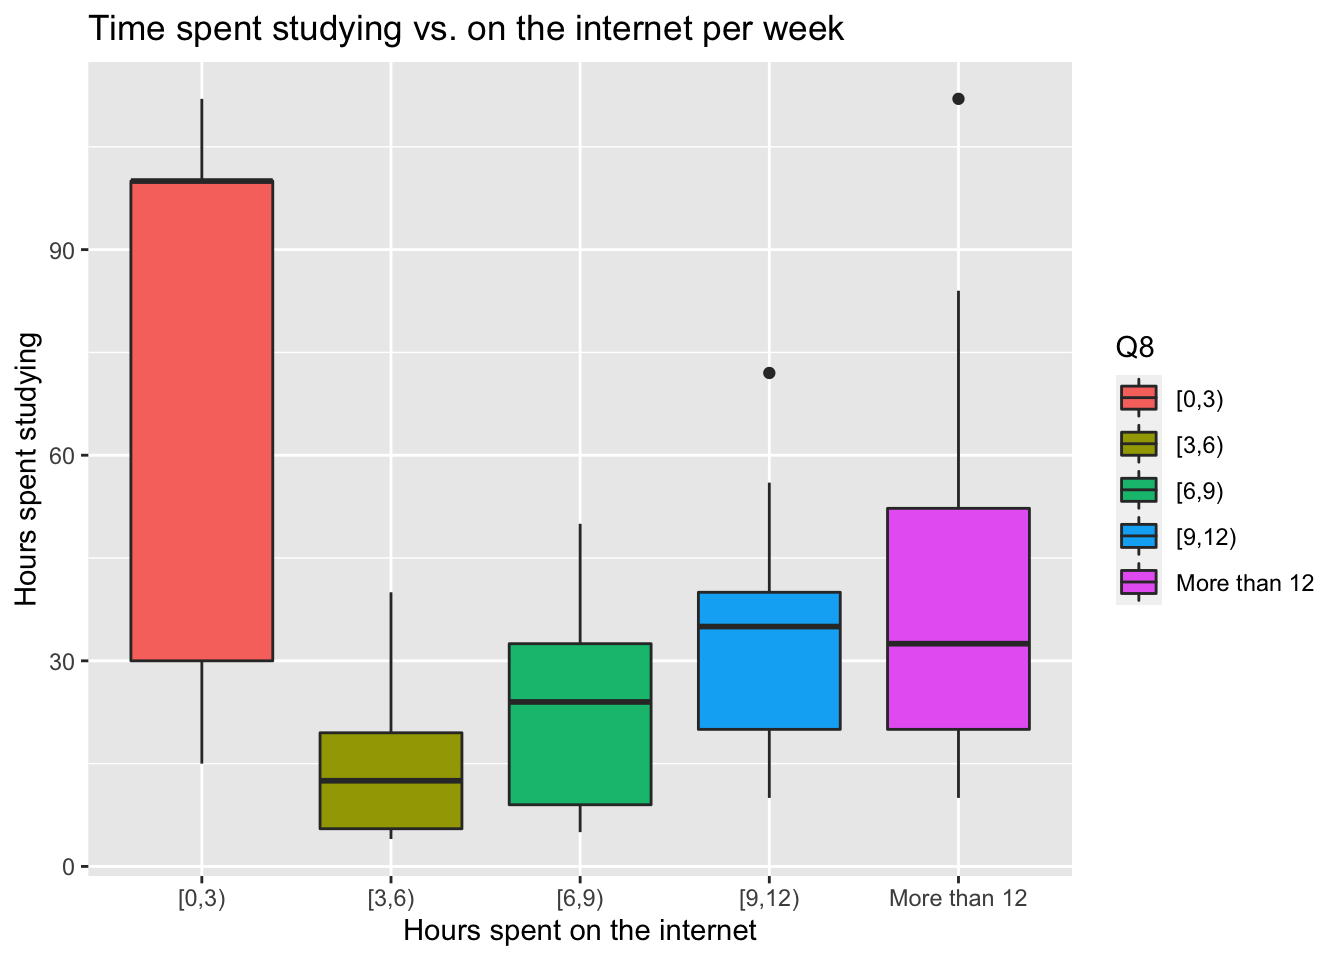 Time spent studying vs. on the internet per week
Hours spent studying
90
60
30
0
[0,3)
[3,6)
[6,9)
[9,12)
More than 12
Hours spent on the internet
Q8
[0,3)
[3,6)
[6,9)
[9,12)
More than 12